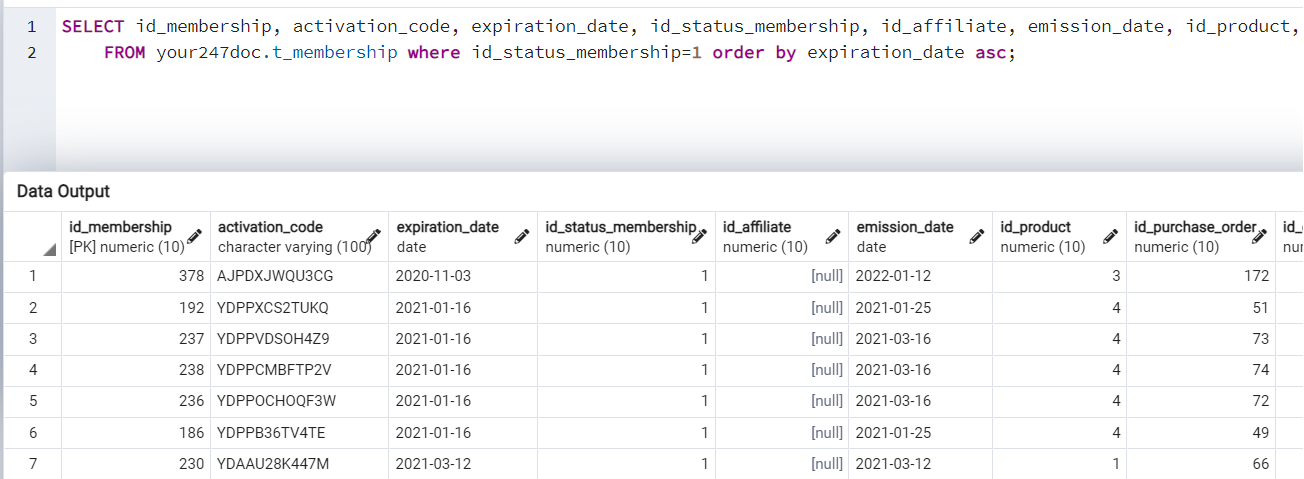 1 SELECT id_membership, activation_code, expiration_date, id_status_membership, id_affiliate, emission_date, id_product,
2 FROM your247doc.t_membership where id_status_membership=1 order by expiration_date asc;
Data Output
id_membership activation_code expiration_date id_status_membership id_affiliate emission_date id_product id_purchase_order
[PK] numeric (10) character varying (100) date numeric (10) numeric (10) date numeric (10) numeric (10)
1 378 AJPDXJWQU3CG 2020-11-03 1 [null] 2022-01-12 3 172
2 192 YDPPXCS2TUKQ 2021-01-16 1 [null] 2021-01-25 4 51
3 237 YDPPVDSOH4Z9 2021-01-16 1 [null] 2021-03-16 4 73
4 238 YDPPCMBFTP2V 2021-01-16 1 [null] 2021-03-16 4 74
5 236 YDPPOCHOQF3W 2021-01-16 1 [null] 2021-03-16 4 72
6 186 YDPPB36TV4TE 2021-01-16 1 [null] 2021-01-25 4 49
7 230 YDAAU28K447M 2021-03-12 1 [null] 2021-03-12 1 66